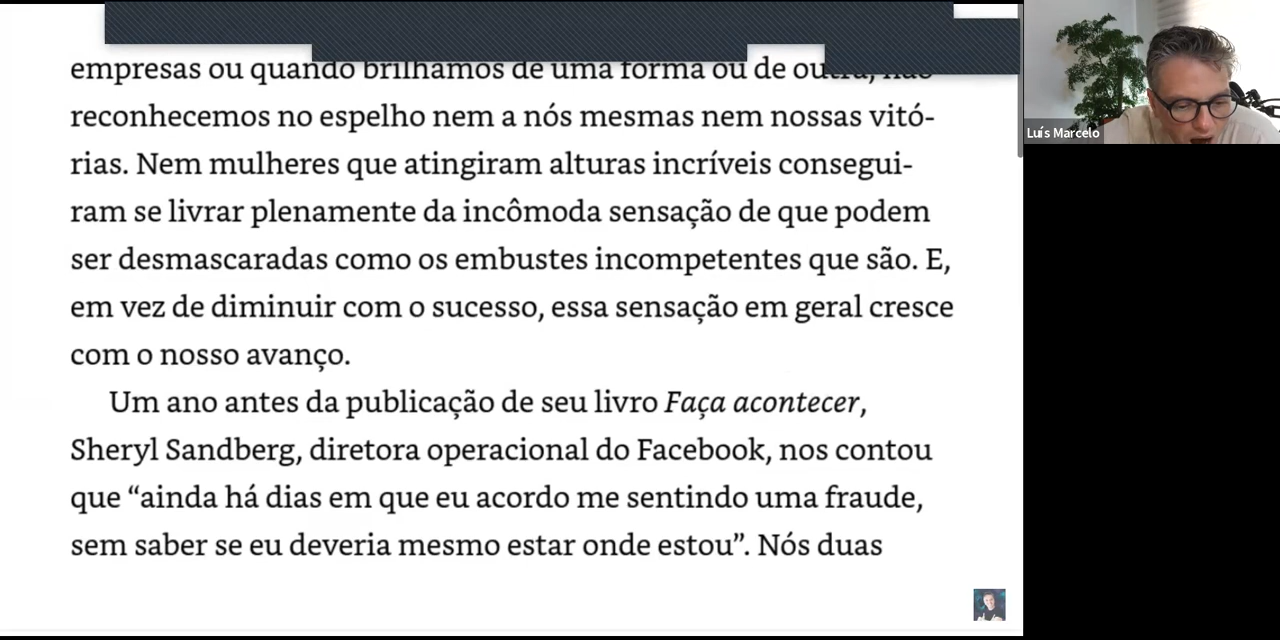 empresas ou quando brilhamos de uma forma ou de outra, não
reconhecemos no espelho nem a nós mesmas nem nossas vitó-
rias. Nem mulheres que atingiram alturas incríveis consegui-
ram se livrar plenamente da incômoda sensação de que podem
ser desmascaradas como os embustes incompetentes que são. E,
em vez de diminuir com o sucesso, essa sensação em geral cresce
com o nosso avanço.
Um ano antes da publicação de seu livro Faça acontecer,
Sheryl Sandberg, diretora operacional do Facebook, nos contou
que “ainda há dias em que eu acordo me sentindo uma fraude,
sem saber se eu deveria mesmo estar onde estou”. Nós duas
Luís Marcelo